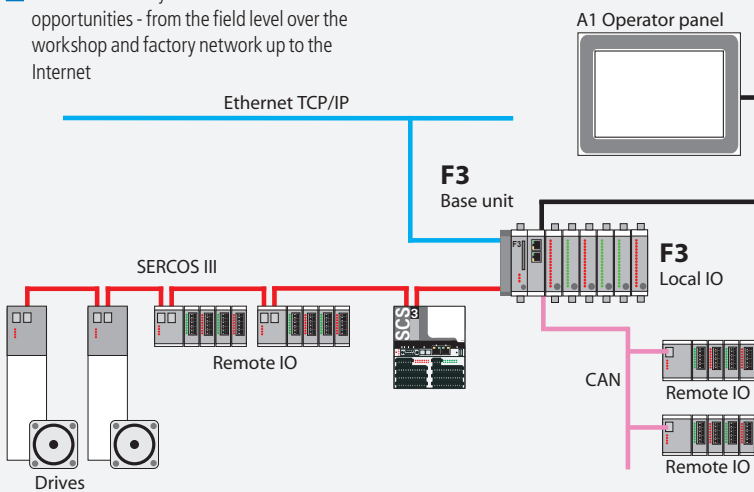 opportunities - from the field level over the
workshop and factory network up to the
Internet
A1 Operator panel
Ethernet TCP/IP
F3
Base unit
F3
F3
Local IO
SERCOS III
SCS3
Remote IO
CAN
Remote IO
Remote IO
Drives